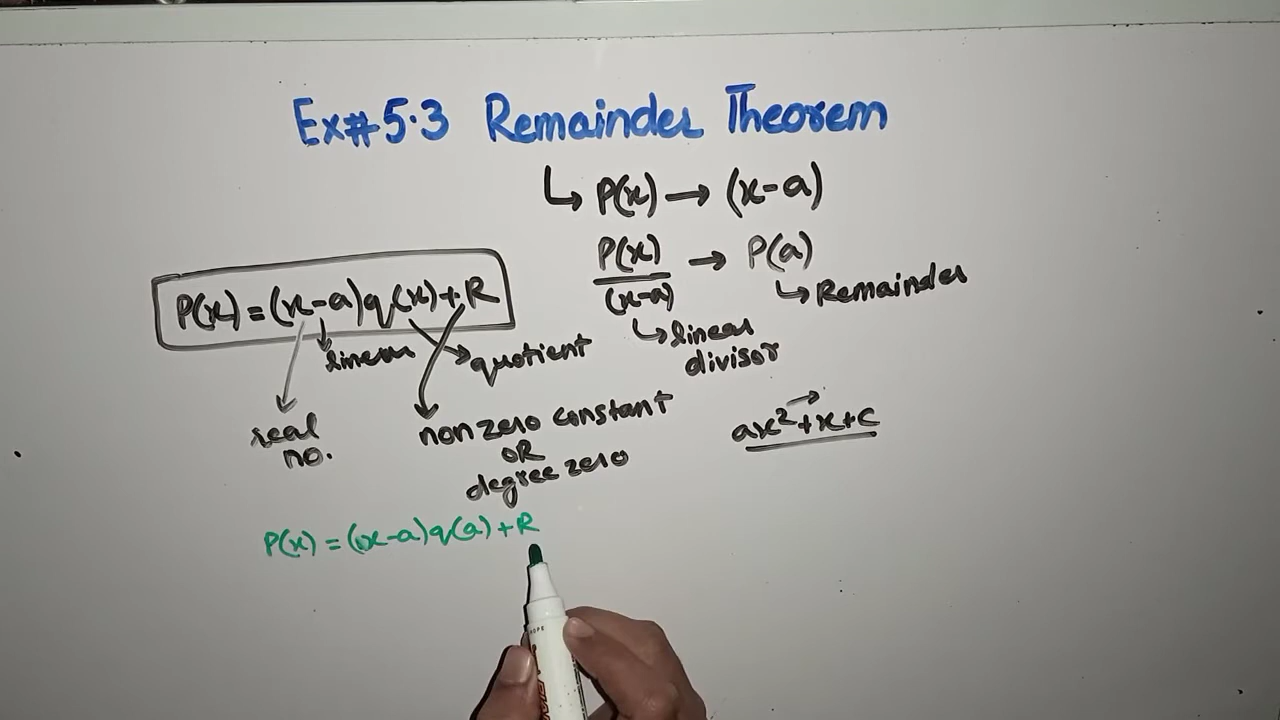 Ex#5.3 Remainder Theorem
↳ P(x) → (x-a)
P(x)/(x-a) → P(a)
↳ Remainder
↳ linear divisor
P(x) = (x-a)q(x)+R
linear
quotient
real
no.
non zero constant
OR
degree zero
ax²+x+c
P(x) = (x-a)q(a)+R